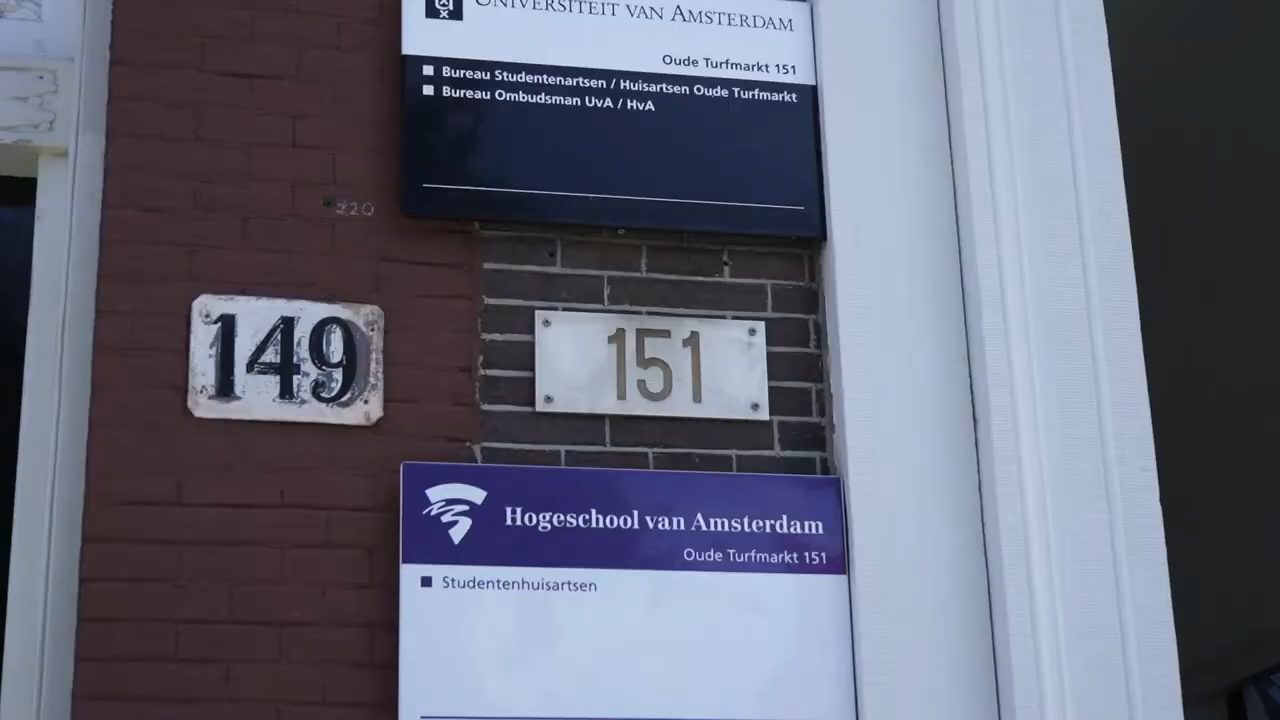 UNIVERSITEIT VAN AMSTERDAM
Oude Turfmarkt 151
Bureau Studentenartsen / Huisartsen Oude Turfmarkt
Bureau Ombudsman UvA / HvA
220
149
151
Hogeschool van Amsterdam
Oude Turfmarkt 151
Studentenhuisartsen